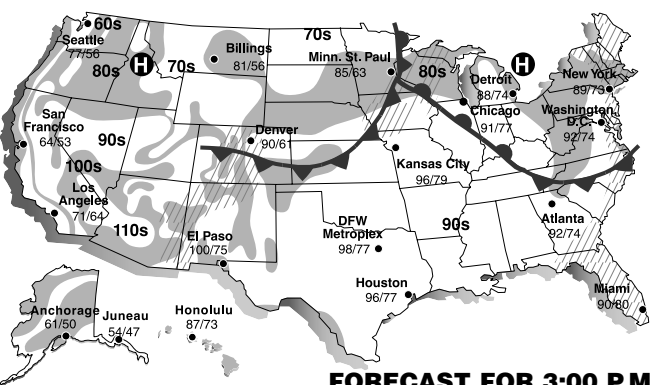 60s
Seattle
77/56
80s
H
70s
Billings
81/56
70s
Minn. St. Paul
85/63
80s
H
Detroit
88/74
New York
89/73
Chicago
91/77
Washington,
D.C.
92/74
San
Francisco
64/53
90s
100s
Denver
90/61
Kansas City
96/79
Los
Angeles
71/64
110s
El Paso
100/75
DFW
Metroplex
98/77
90s
Atlanta
92/74
Houston
96/77
Miami
90/80
Anchorage
61/50
Juneau
54/47
Honolulu
87/73
FORECAST FOR 3:00 P.M